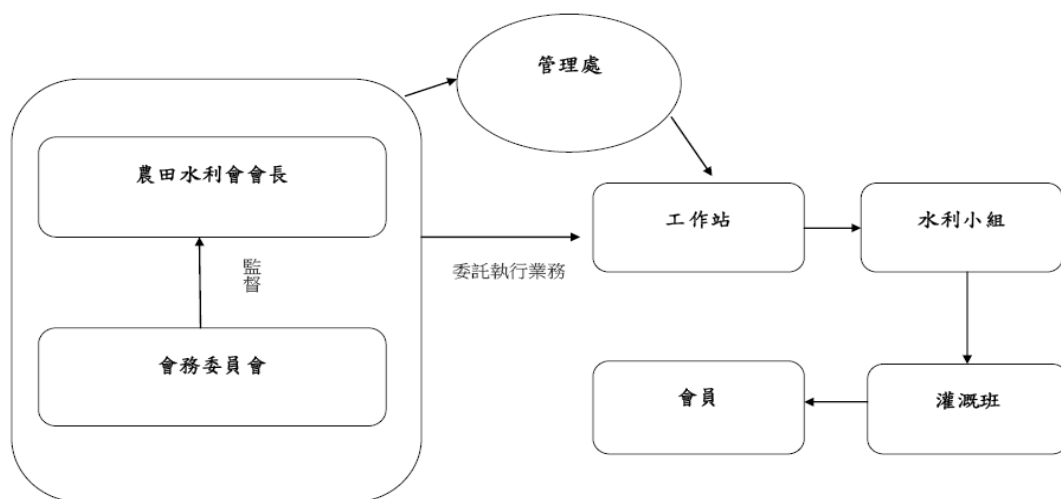 管理處
農田水利會會長
監督
會務委員會
委託執行業務
工作站
水利小組
灌溉班
會員